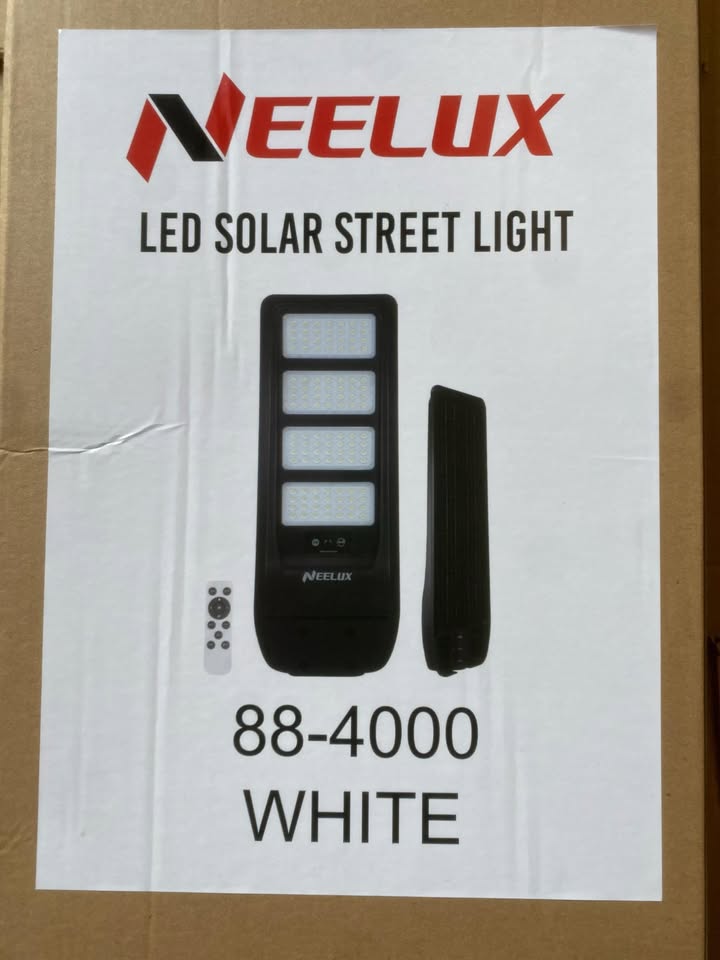 NEELUX
LED SOLAR STREET LIGHT
NEELUX
88-4000
WHITE